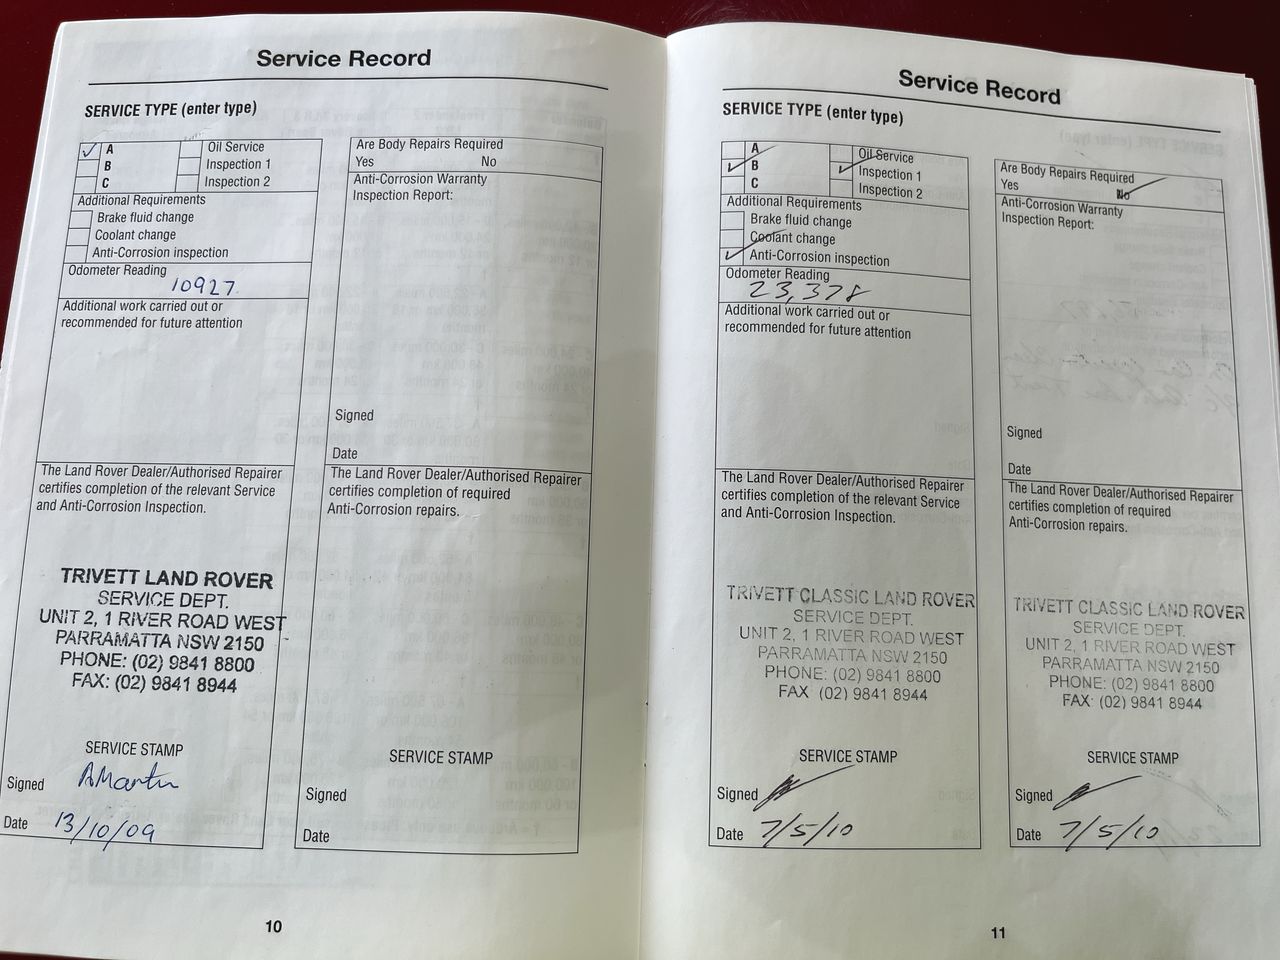 Service Record
SERVICE TYPE (enter type)
A
B
C
Oil Service
Inspection 1
Inspection 2
Additional Requirements
Brake fluid change
Coolant change
Anti-Corrosion inspection
Odometer Reading
10927
Additional work carried out or
recommended for future attention
The Land Rover Dealer/Authorised Repairer
certifies completion of the relevant Service
and Anti-Corrosion Inspection.
TRIVETT LAND ROVER
SERVICE DEPT.
UNIT 2, 1 RIVER ROAD WEST
PARRAMATTA NSW 2150
PHONE: (02) 9841 8800
FAX: (02) 9841 8944
SERVICE STAMP
Signed AMartin
Date 13/10/09
Are Body Repairs Required
Yes No
Anti-Corrosion Warranty
Inspection Report:
Signed
Date
The Land Rover Dealer/Authorised Repairer
certifies completion of required
Anti-Corrosion repairs.
SERVICE STAMP
Signed
Date
10
Service Record
SERVICE TYPE (enter type)
A
B
C
Oil Service
Inspection 1
Inspection 2
Additional Requirements
Brake fluid change
Coolant change
Anti-Corrosion inspection
Odometer Reading
23,378
Additional work carried out or
recommended for future attention
The Land Rover Dealer/Authorised Repairer
certifies completion of the relevant Service
and Anti-Corrosion Inspection.
TRIVETT CLASSIC LAND ROVER
SERVICE DEPT.
UNIT 2, 1 RIVER ROAD WEST
PARRAMATTA NSW 2150
PHONE: (02) 9841 8800
FAX (02) 9841 8944
SERVICE STAMP
Signed
Date 7/5/10
Are Body Repairs Required
Yes No
Anti-Corrosion Warranty
Inspection Report:
Signed
Date
The Land Rover Dealer/Authorised Repairer
certifies completion of required
Anti-Corrosion repairs.
TRIVETT CLASSIC LAND ROVER
SERVICE DEPT.
UNIT 2, 1 RIVER ROAD WEST
PARRAMATTA NSW 2150
PHONE: (02) 9841 8800
FAX: (02) 9841 8944
SERVICE STAMP
Signed
Date 7/5/10
11